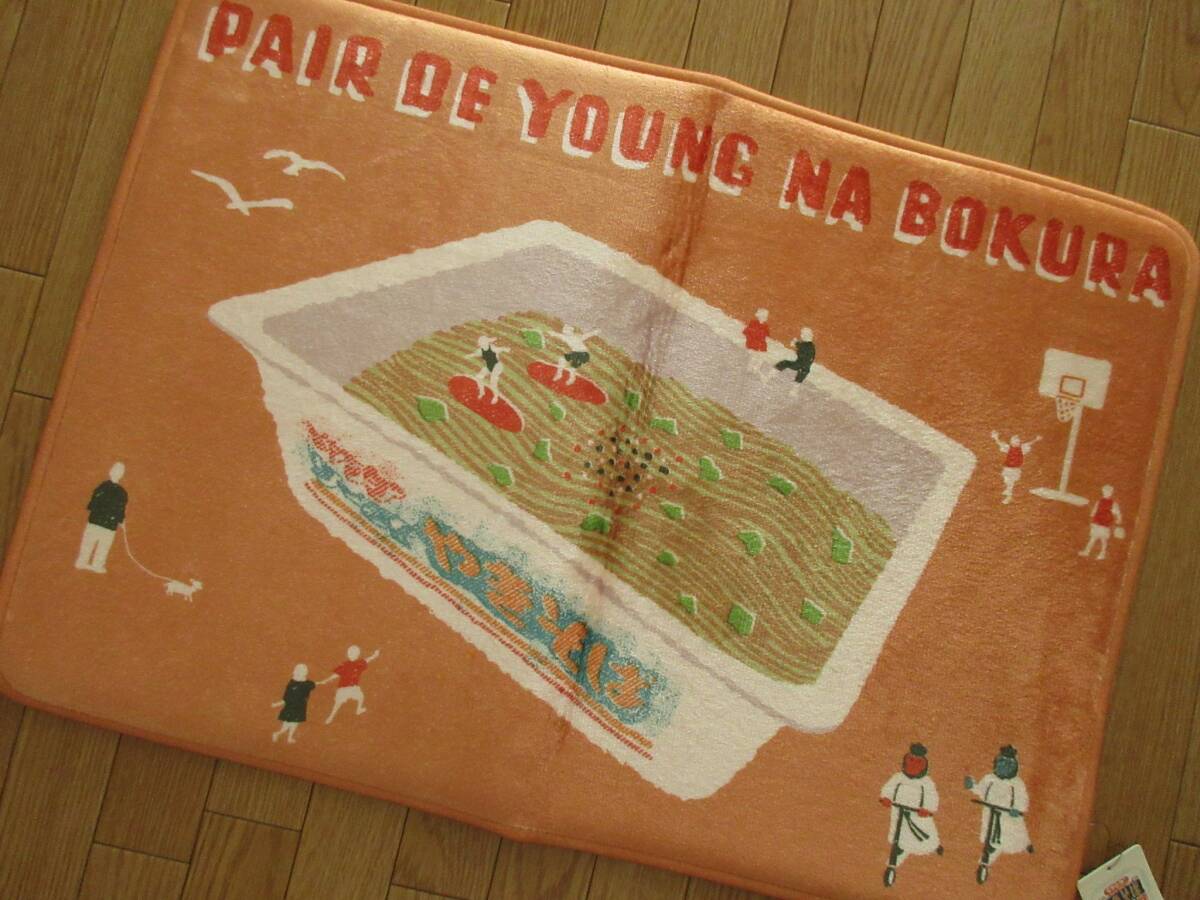 PAIR DE YOUNG NA BOKURA
やきそば